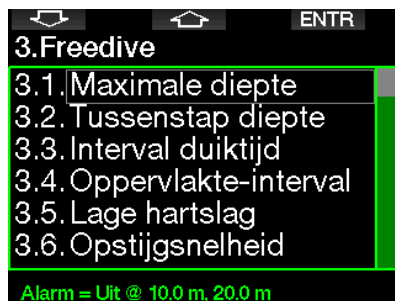 ENTR
3.Freedive
3.1.Maximale diepte
3.2.Tussenstap diepte
3.3.Interval duiktijd
3.4.Oppervlakte-interval
3.5.Lage hartslag
3.6.Opstijgsnelheid
Alarm = Uit @ 10.0 m, 20.0 m